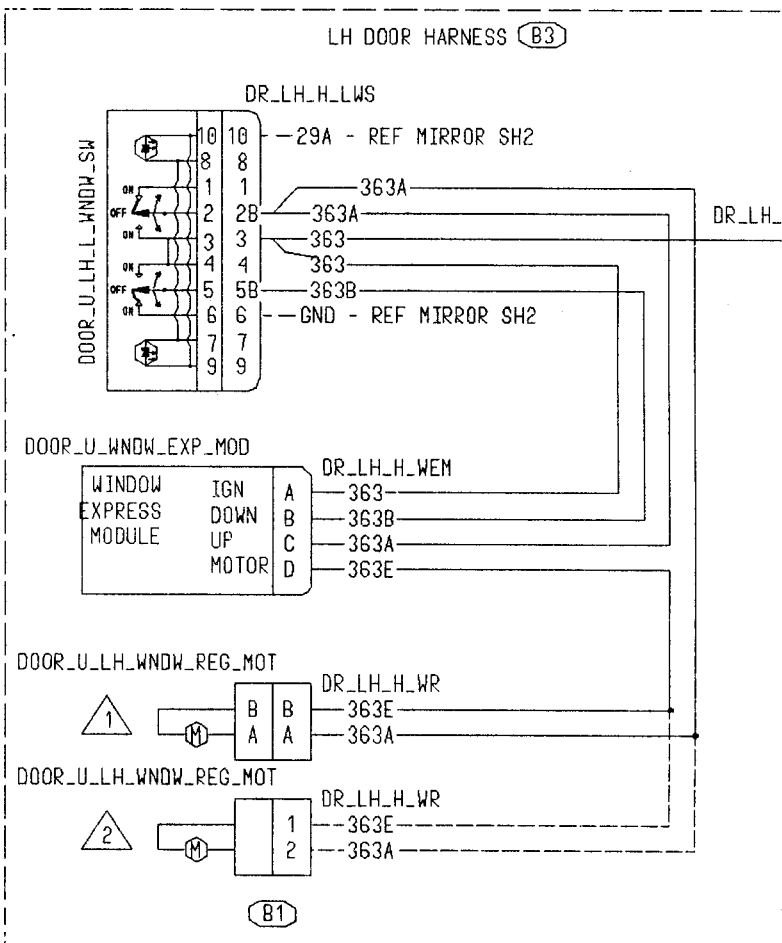 LH DOOR HARNESS B3
DR_LH_H_LWS
DOOR_U_LH_L_WNDW_SW
10 10 29A - REF MIRROR SH2
8 8
ON 1 1 363A
OFF 2 2B 363A
DR_LH_
ON 3 3 363
363
ON 4 4
OFF 5 5B 363B
ON 6 6 GND - REF MIRROR SH2
7 7
9 9
DOOR_U_WNDW_EXP_MOD
DR_LH_H_WEM
WINDOW IGN A 363
EXPRESS DOWN B 363B
MODULE UP C 363A
MOTOR D 363E
DOOR_U_LH_WNDW_REG_MOT
DR_LH_H_WR
1 B B 363E
M A A 363A
DOOR_U_LH_WNDW_REG_MOT
DR_LH_H_WR
2 1 363E
M 2 363A
B1